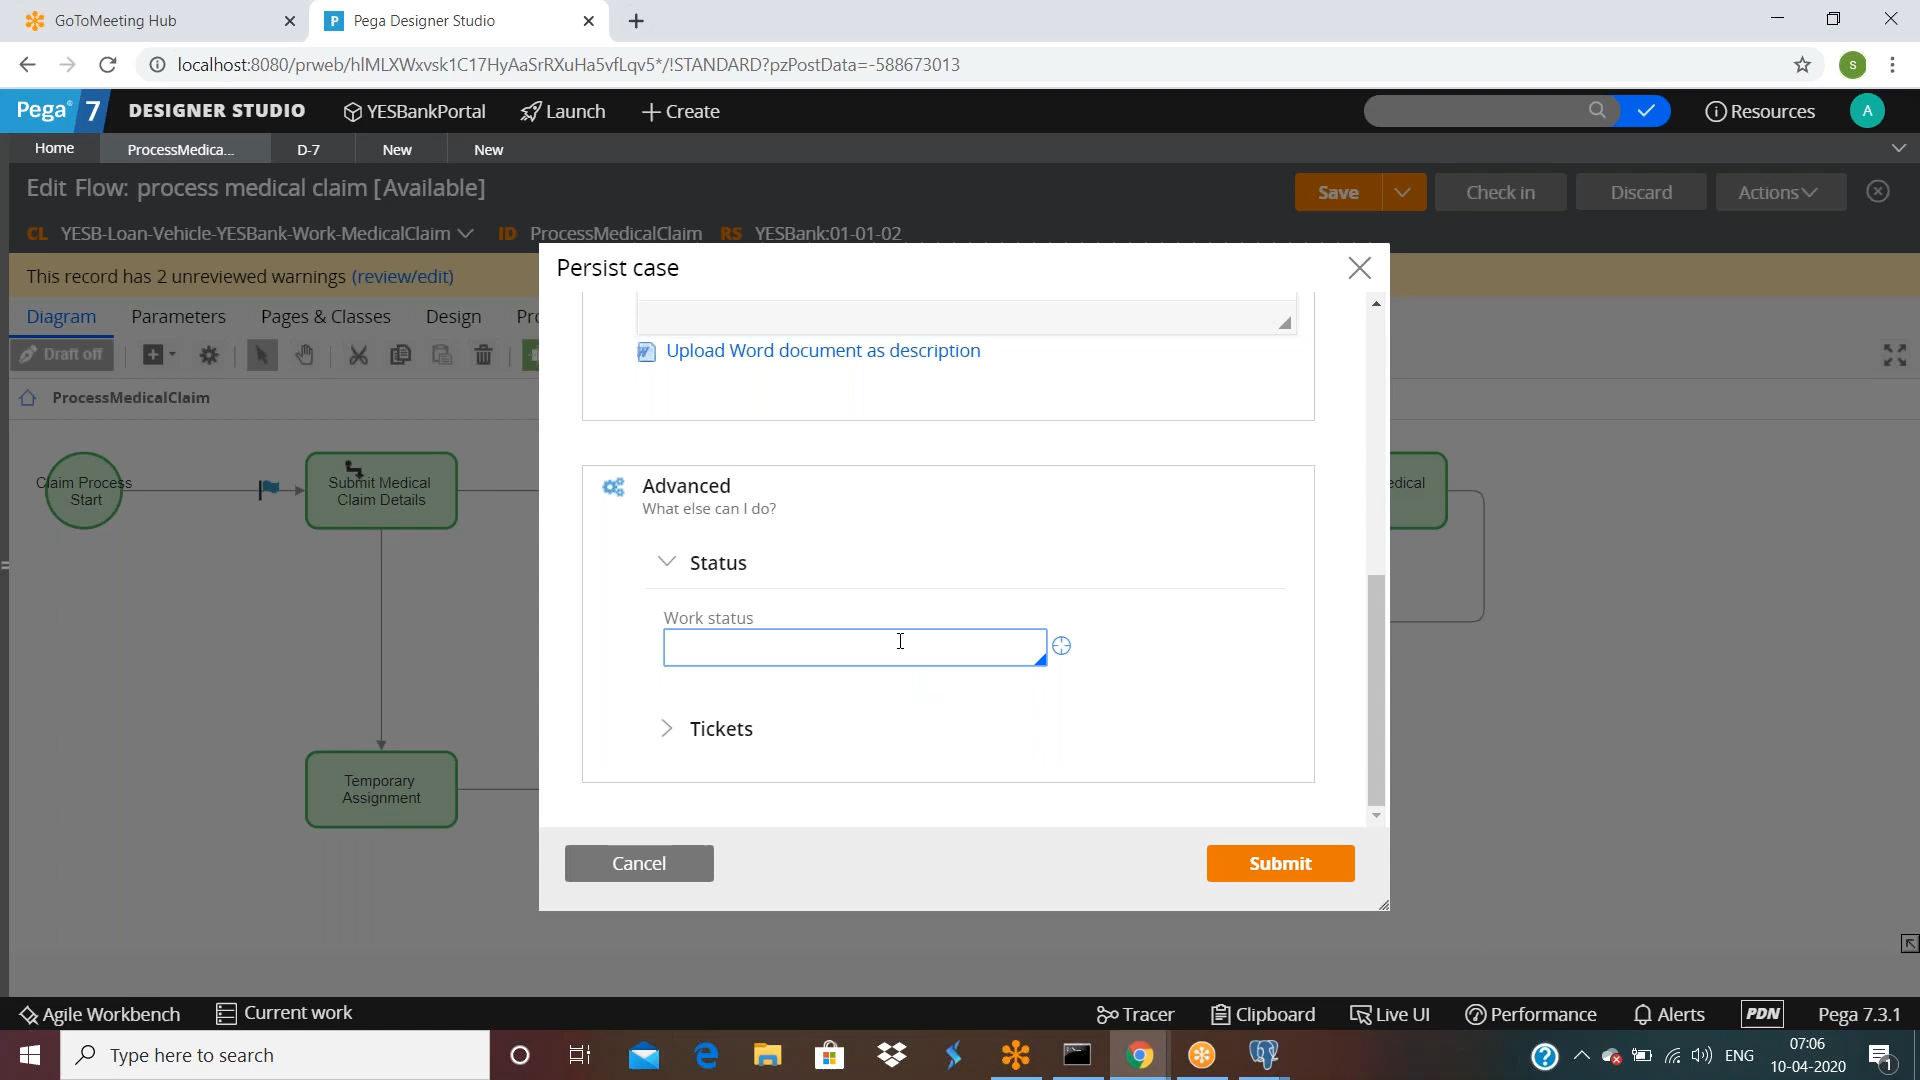 GoToMeeting Hub
Pega Designer Studio
localhost:8080/prweb/hIMLXWxvsk1C17HyAaSrRXuHa5vfLqv5*/!STANDARD?pzPostData=-588673013
s
Pega 7 DESIGNER STUDIO YESBankPortal Launch Create Resources A
Home ProcessMedica... D-7 New New
Edit Flow: process medical claim [Available]
Save Check in Discard Actions
CL YESB-Loan-Vehicle-YESBank-Work-MedicalClaim ID ProcessMedicalClaim RS YESBank:01-01-02
This record has 2 unreviewed warnings (review/edit)
Diagram Parameters Pages & Classes Design
Draft off
ProcessMedicalClaim
Claim Process
Start
Submit Medical
Claim Details
Temporary
Assignment
Persist case
Upload Word document as description
Advanced
What else can I do?
Status
Work status
Tickets
Cancel Submit
Agile Workbench Current work Tracer Clipboard Live UI Performance Alerts PDN Pega 7.3.1
Type here to search
ENG
07:06
10-04-2020
1